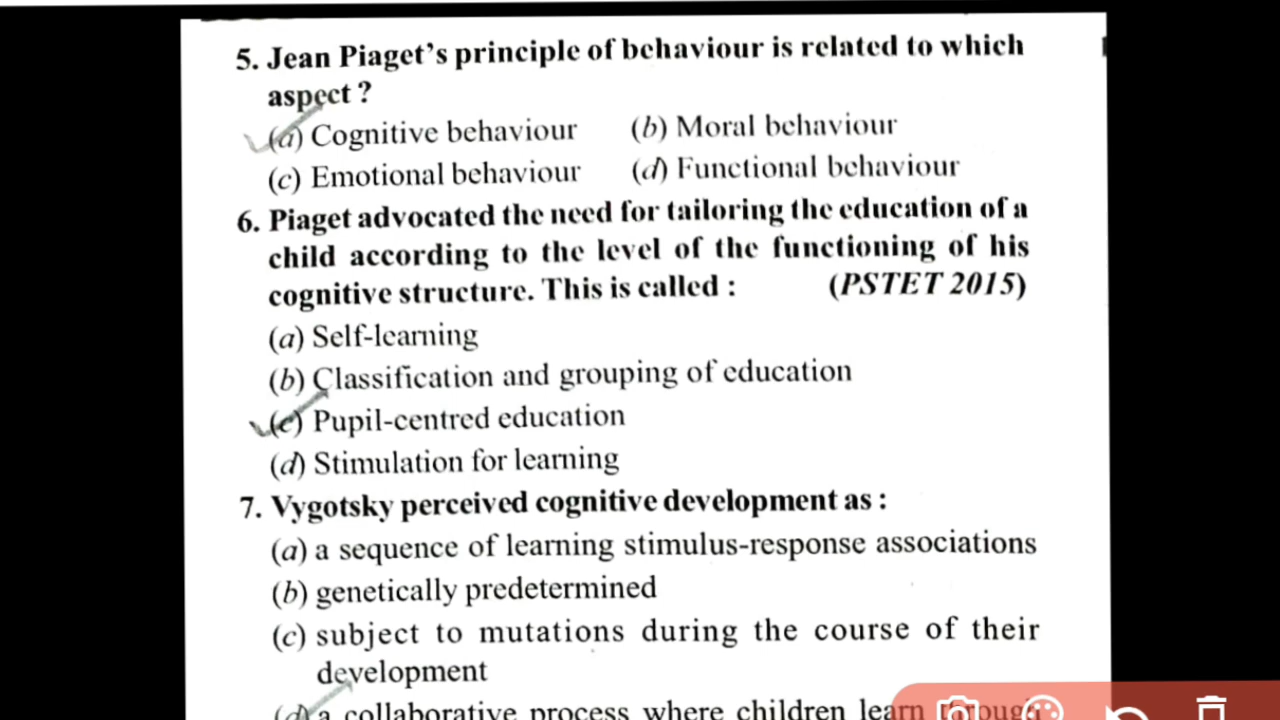 5. Jean Piaget's principle of behaviour is related to which
aspect ?
(a) Cognitive behaviour (b) Moral behaviour
(c) Emotional behaviour (d) Functional behaviour
6. Piaget advocated the need for tailoring the education of a
child according to the level of the functioning of his
cognitive structure. This is called : (PSTET 2015)
(a) Self-learning
(b) Classification and grouping of education
(c) Pupil-centred education
(d) Stimulation for learning
7. Vygotsky perceived cognitive development as :
(a) a sequence of learning stimulus-response associations
(b) genetically predetermined
(c) subject to mutations during the course of their
development
(d) a collaborative process where children learn through